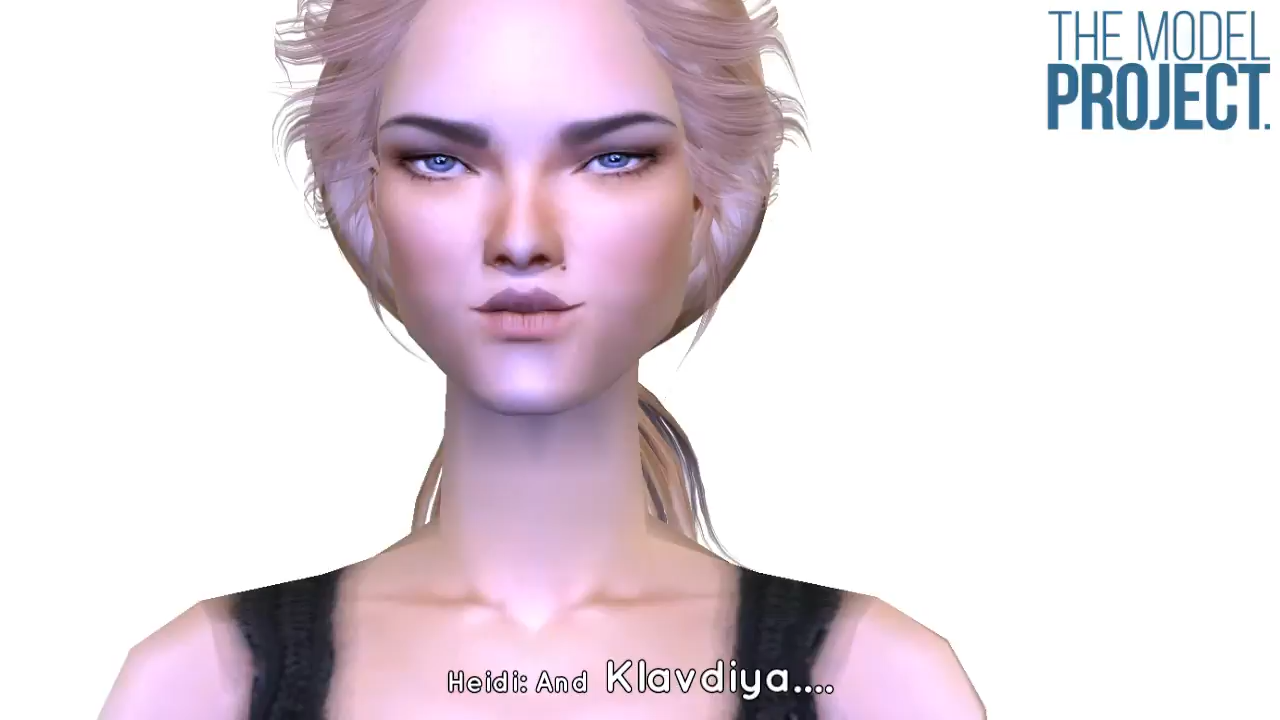 THE MODEL
PROJECT.
Heidi: And Klavdiya....